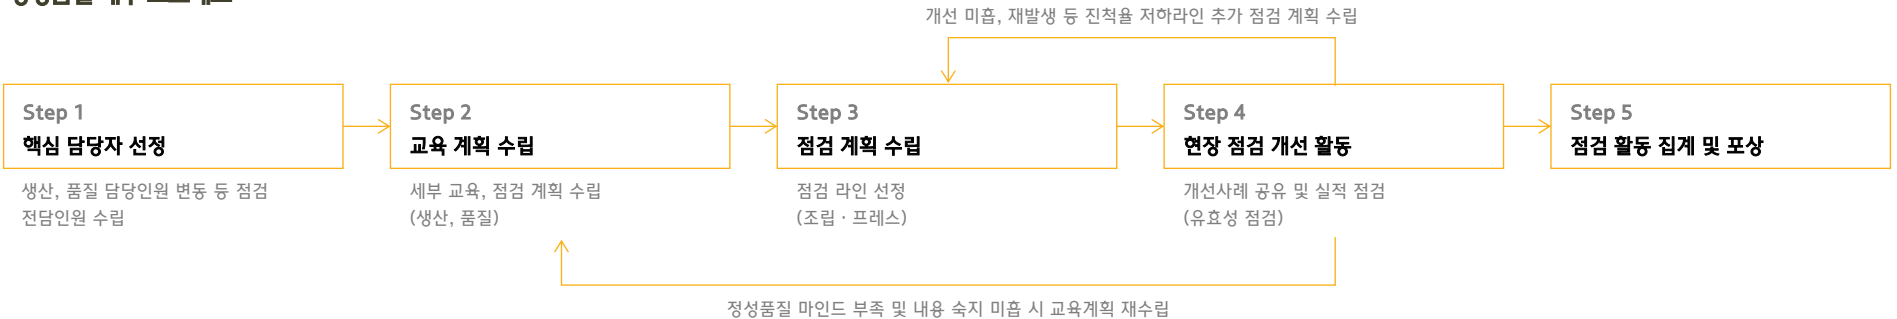 개선 미흡, 재발생 등 진척율 저하라인 추가 점검 계획 수립
Step 1
핵심 담당자 선정
생산, 품질 담당인원 변동 등 점검
전담인원 수립
Step 2
교육 계획 수립
세부 교육, 점검 계획 수립
(생산, 품질)
Step 3
점검 계획 수립
점검 라인 선정
(조립 · 프레스)
Step 4
현장 점검 개선 활동
개선사례 공유 및 실적 점검
(유효성 점검)
Step 5
점검 활동 집계 및 포상
정성품질 마인드 부족 및 내용 숙지 미흡 시 교육계획 재수립